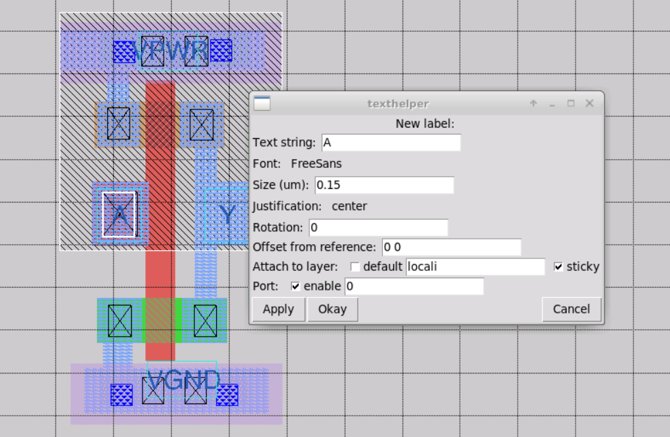 VPWR
A
Y
VGND
texthelper
New label:
Text string: A
Font: FreeSans
Size (um): 0.15
Justification: center
Rotation: 0
Offset from reference: 0 0
Attach to layer: default locali sticky
Port: enable 0
Apply Okay Cancel